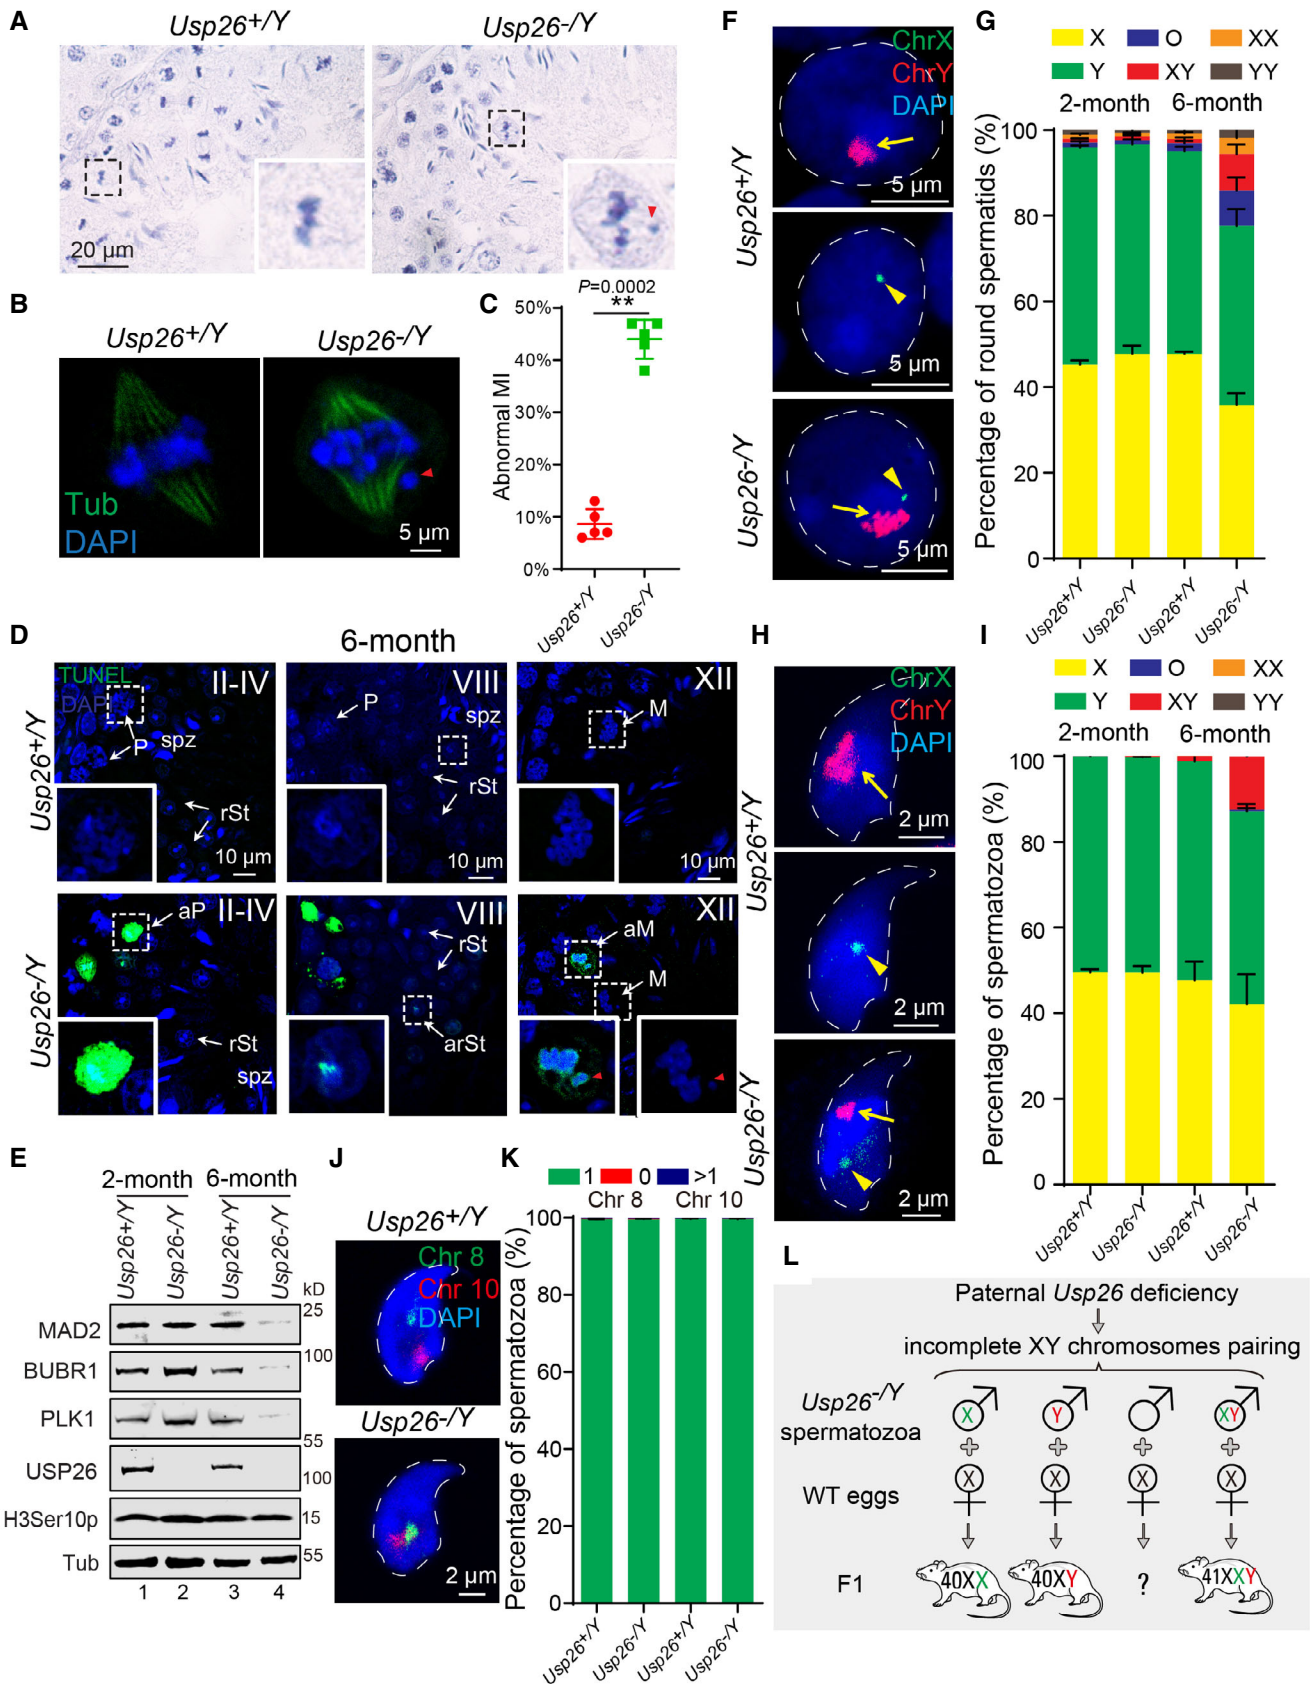 A
Usp26+/Y
Usp26-/Y
20 µm
B
Usp26+/Y
Usp26-/Y
Tub
DAPI
5 µm
C
P=0.0002
**
Abnormal MI
50%
40%
30%
20%
10%
0%
Usp26+/Y
Usp26-/Y
D
6-month
Usp26+/Y
TUNEL
DAPI
II-IV
P
spz
rSt
10 µm
VIII
P
spz
rSt
10 µm
XII
M
10 µm
Usp26-/Y
aP
II-IV
rSt
spz
VIII
rSt
arSt
XII
aM
M
E
2-month 6-month
Usp26+/Y
Usp26-/Y
Usp26+/Y
Usp26-/Y
kD
MAD2
25
BUBR1
100
PLK1
55
USP26
100
H3Ser10p
15
Tub
55
1 2 3 4
F
Usp26+/Y
Usp26-/Y
ChrX
ChrY
DAPI
5 µm
5 µm
5 µm
G
X O XX
Y XY YY
2-month 6-month
Percentage of round spermatids (%)
100
80
60
40
20
0
Usp26+/Y
Usp26-/Y
Usp26+/Y
Usp26-/Y
H
Usp26+/Y
Usp26-/Y
ChrX
ChrY
DAPI
2 µm
2 µm
2 µm
I
X O XX
Y XY YY
2-month 6-month
Percentage of spermatozoa (%)
100
80
60
40
20
0
Usp26+/Y
Usp26-/Y
Usp26+/Y
Usp26-/Y
J
Usp26+/Y
Chr 8
Chr 10
DAPI
Usp26-/Y
2 µm
K
1 0 >1
Chr 8 Chr 10
Percentage of spermatozoa (%)
100
80
60
40
20
0
Usp26+/Y
Usp26-/Y
Usp26+/Y
Usp26-/Y
L
Paternal Usp26 deficiency
incomplete XY chromosomes pairing
Usp26-/Y
spermatozoa
X Y XY
WT eggs
X X X X
F1
40XX 40XY ? 41XXY